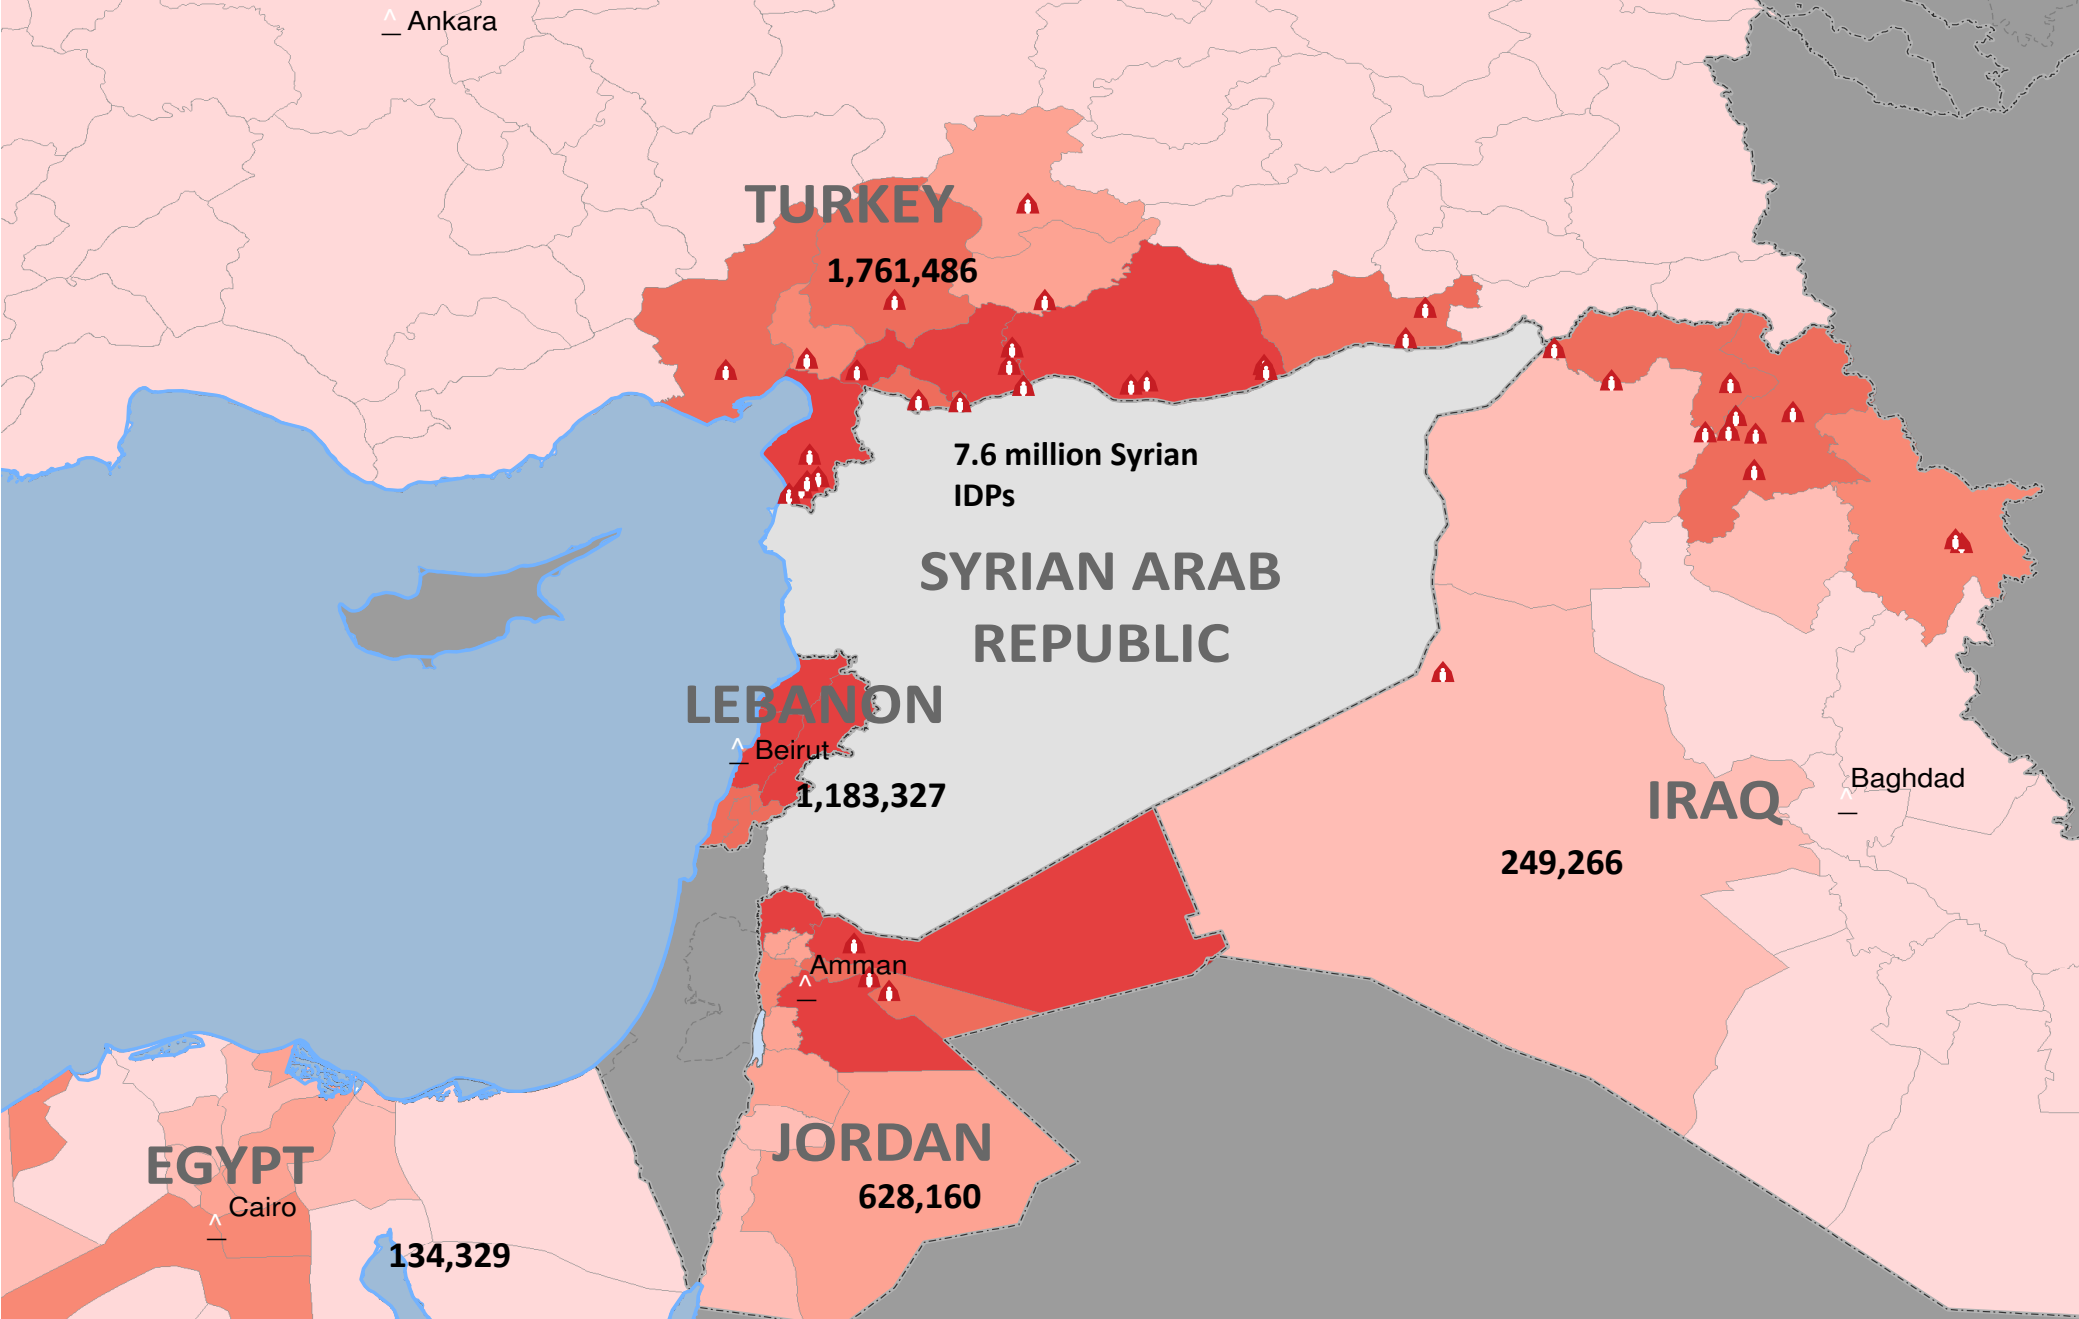 Ankara
TURKEY
1,761,486
7.6 million Syrian
IDPs
SYRIAN ARAB
REPUBLIC
LEBANON
Beirut
1,183,327
Baghdad
IRAQ
249,266
Amman
JORDAN
628,160
EGYPT
Cairo
134,329